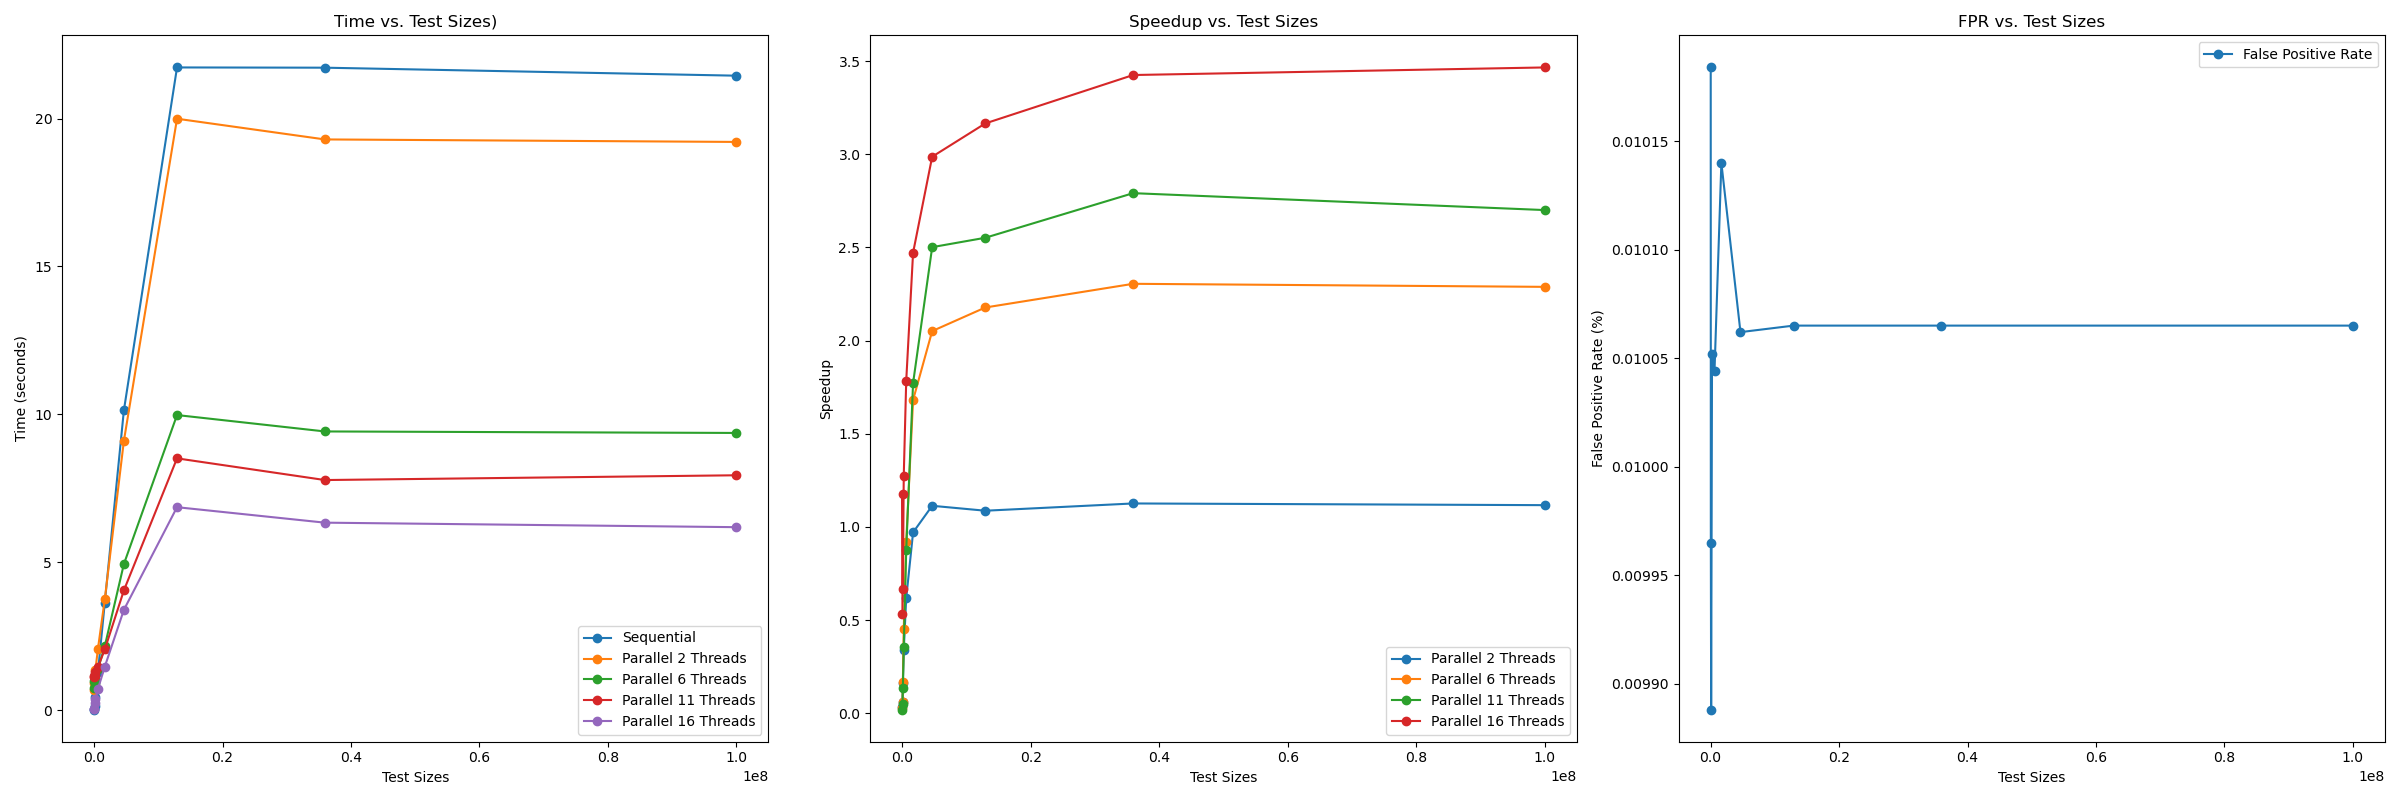 Time vs. Test Sizes)
Time (seconds)
20
15
10
5
0
0.0 0.2 0.4 0.6 0.8 1.0
1e8
Test Sizes
Sequential
Parallel 2 Threads
Parallel 6 Threads
Parallel 11 Threads
Parallel 16 Threads
Speedup vs. Test Sizes
Speedup
3.5
3.0
2.5
2.0
1.5
1.0
0.5
0.0
0.0 0.2 0.4 0.6 0.8 1.0
1e8
Test Sizes
Parallel 2 Threads
Parallel 6 Threads
Parallel 11 Threads
Parallel 16 Threads
FPR vs. Test Sizes
False Positive Rate (%)
0.01015
0.01010
0.01005
0.01000
0.00995
0.00990
0.0 0.2 0.4 0.6 0.8 1.0
1e8
Test Sizes
False Positive Rate